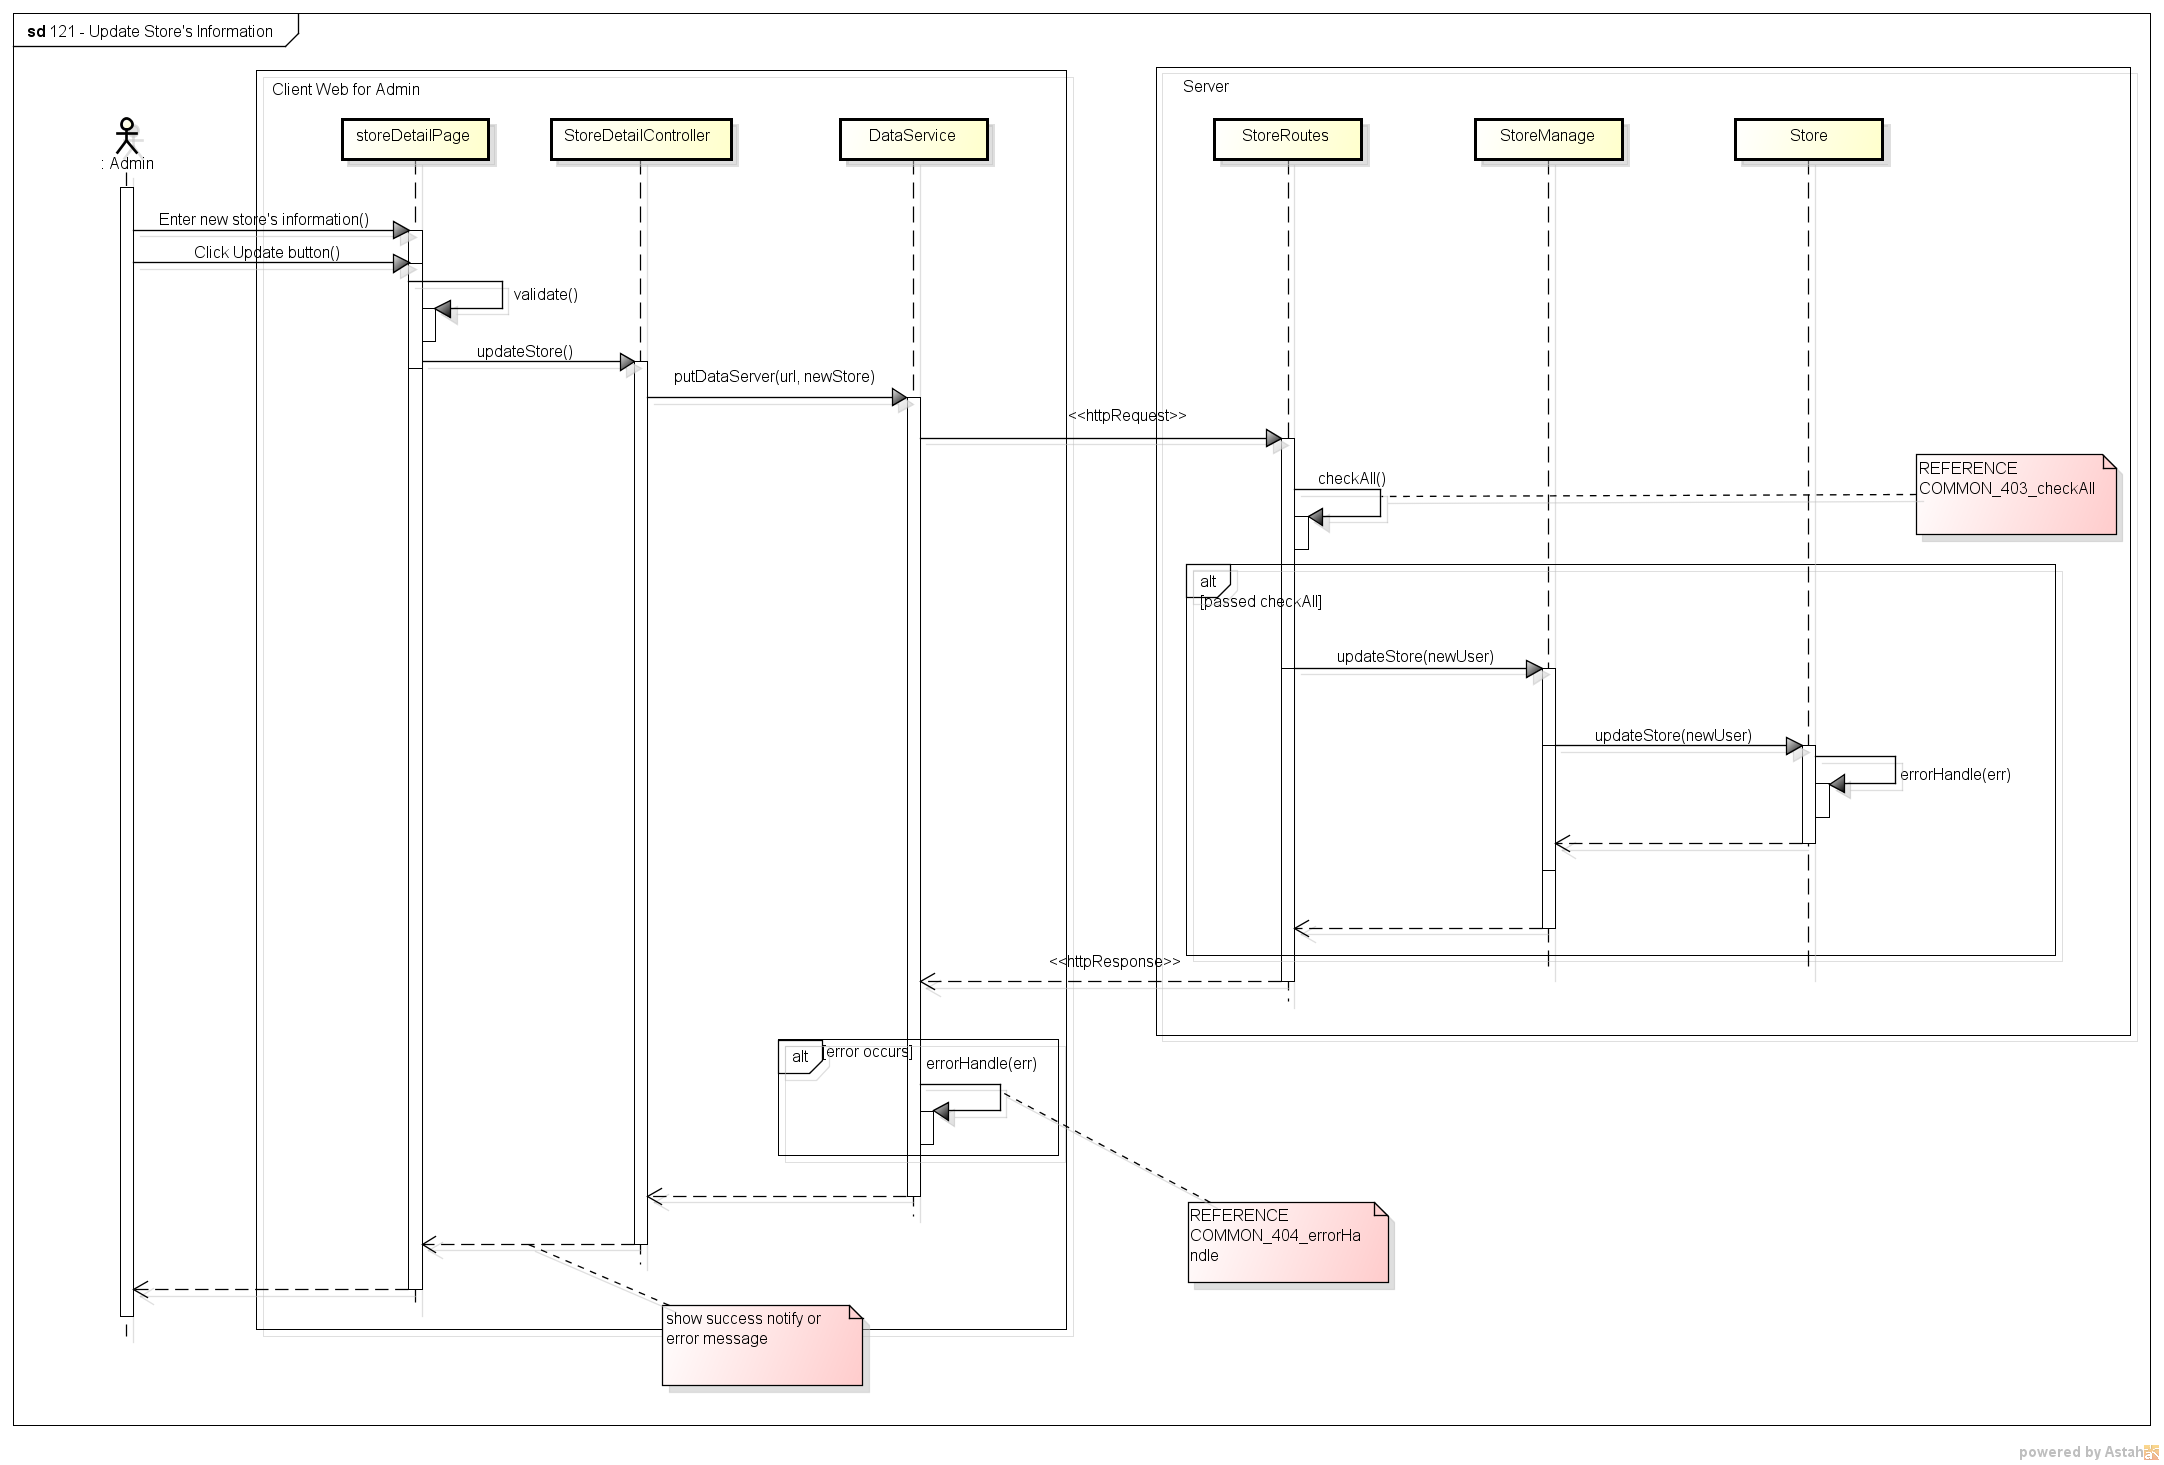 sd 121 - Update Store's Information
Client Web for Admin
Server
: Admin
storeDetailPage
StoreDetailController
DataService
StoreRoutes
StoreManage
Store
Enter new store's information()
Click Update button()
validate()
updateStore()
putDataServer(url, newStore)
<<httpRequest>>
checkAll()
REFERENCE
COMMON_403_checkAll
alt
[passed checkAll]
updateStore(newUser)
updateStore(newUser)
errorHandle(err)
<<httpResponse>>
alt
[error occurs]
errorHandle(err)
REFERENCE
COMMON_404_errorHa
ndle
show success notify or
error message
powered by Astah